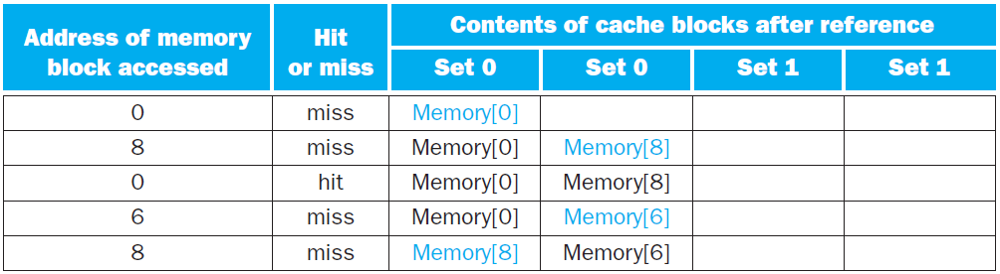 Address of memory block accessed Hit or miss Contents of cache blocks after reference
Set 0 Set 0 Set 1 Set 1
0 miss Memory[0]
8 miss Memory[0] Memory[8]
0 hit Memory[0] Memory[8]
6 miss Memory[0] Memory[6]
8 miss Memory[8] Memory[6]